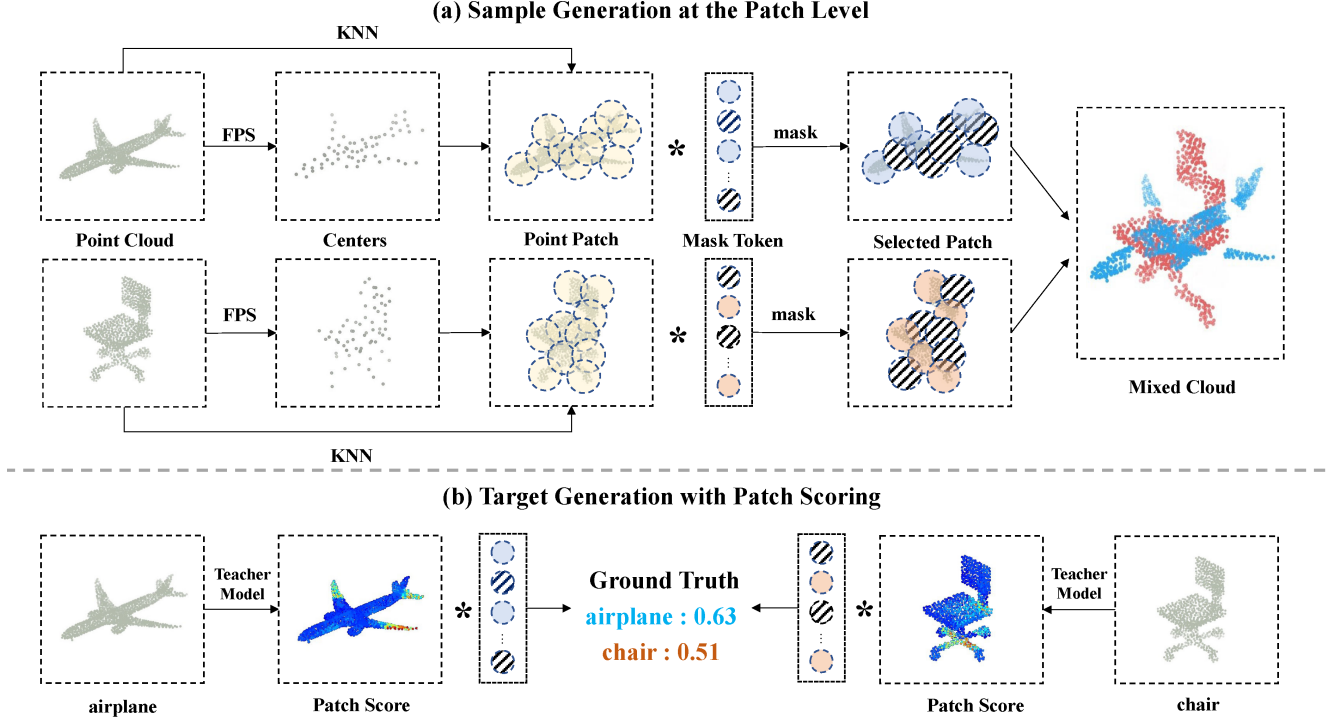 (a) Sample Generation at the Patch Level
KNN
FPS
mask
Point Cloud
Centers
Point Patch
Mask Token
Selected Patch
FPS
mask
Mixed Cloud
KNN
(b) Target Generation with Patch Scoring
Teacher
Model
Ground Truth
airplane : 0.63
chair : 0.51
Teacher
Model
airplane
Patch Score
Patch Score
chair